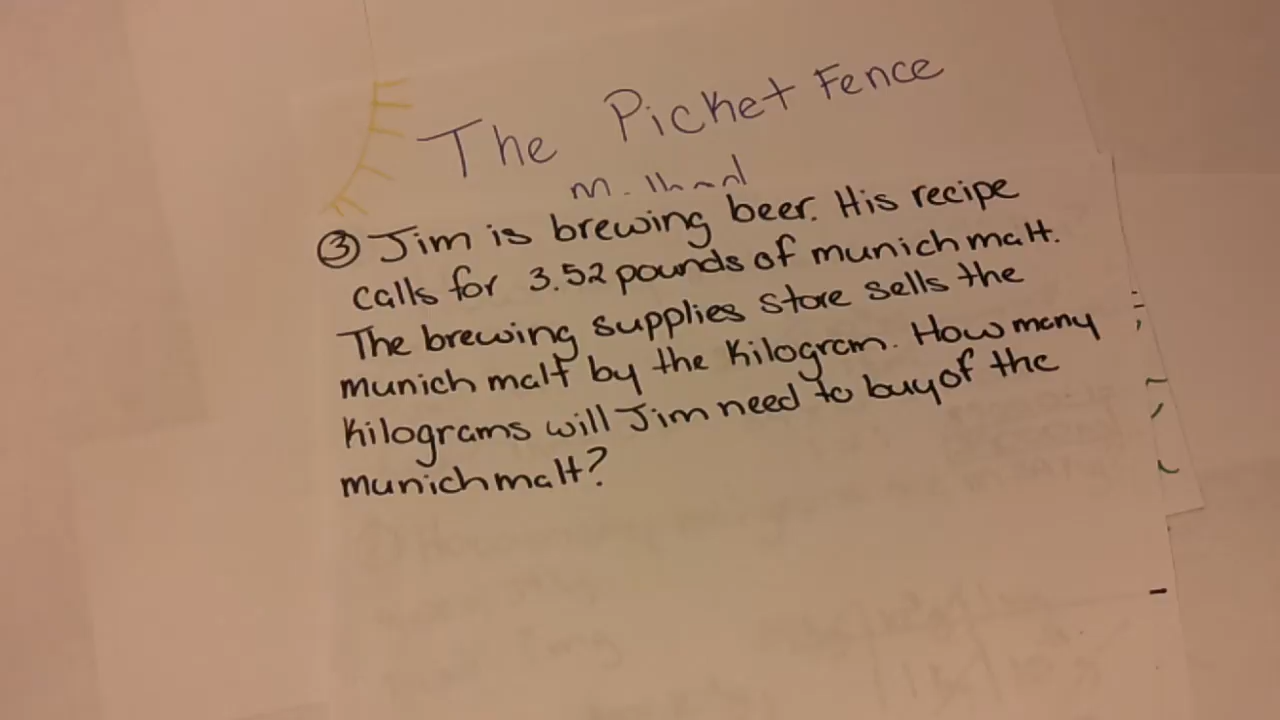 The Picket Fence
③ Jim is brewing beer. His recipe
calls for 3.52 pounds of munich malt.
The brewing supplies store sells the
munich malt by the kilogram. How many
kilograms will Jim need to buy of the
munich malt?